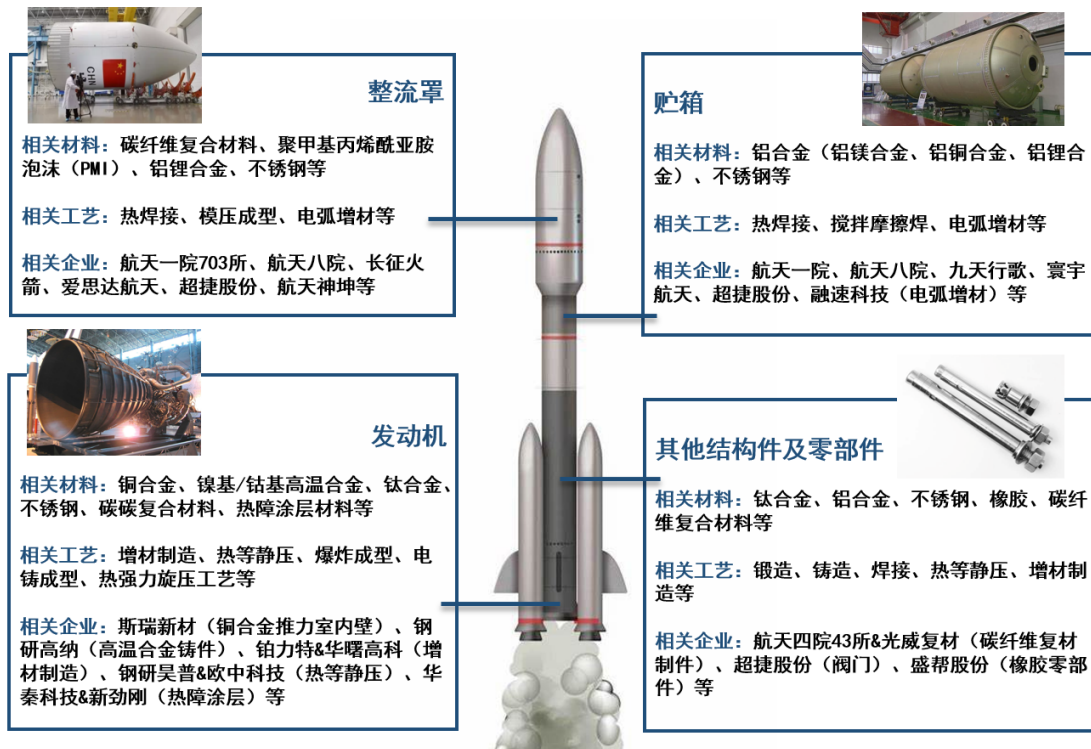 整流罩
相关材料：碳纤维复合材料、聚甲基丙烯酰亚胺
泡沫（PMI）、铝锂合金、不锈钢等
相关工艺：热焊接、模压成型、电弧增材等
相关企业：航天一院703所、航天八院、长征火
箭、爱思达航天、超捷股份、航天神坤等
CHN
贮箱
相关材料：铝合金（铝镁合金、铝铜合金、铝锂合
金）、不锈钢等
相关工艺：热焊接、搅拌摩擦焊、电弧增材等
相关企业：航天一院、航天八院、九天行歌、寰宇
航天、超捷股份、融速科技（电弧增材）等
发动机
相关材料：铜合金、镍基/钴基高温合金、钛合金、
不锈钢、碳碳复合材料、热障涂层材料等
相关工艺：增材制造、热等静压、爆炸成型、电
铸成型、热强力旋压工艺等
相关企业：斯瑞新材（铜合金推力室内壁）、钢
研高纳（高温合金铸件）、铂力特&华曙高科（增
材制造）、钢研昊普&欧中科技（热等静压）、华
秦科技&新劲刚（热障涂层）等
其他结构件及零部件
相关材料：钛合金、铝合金、不锈钢、橡胶、碳纤
维复合材料等
相关工艺：锻造、铸造、焊接、热等静压、增材制
造等
相关企业：航天四院43所&光威复材（碳纤维复材
制件）、超捷股份（阀门）、盛帮股份（橡胶零部
件）等